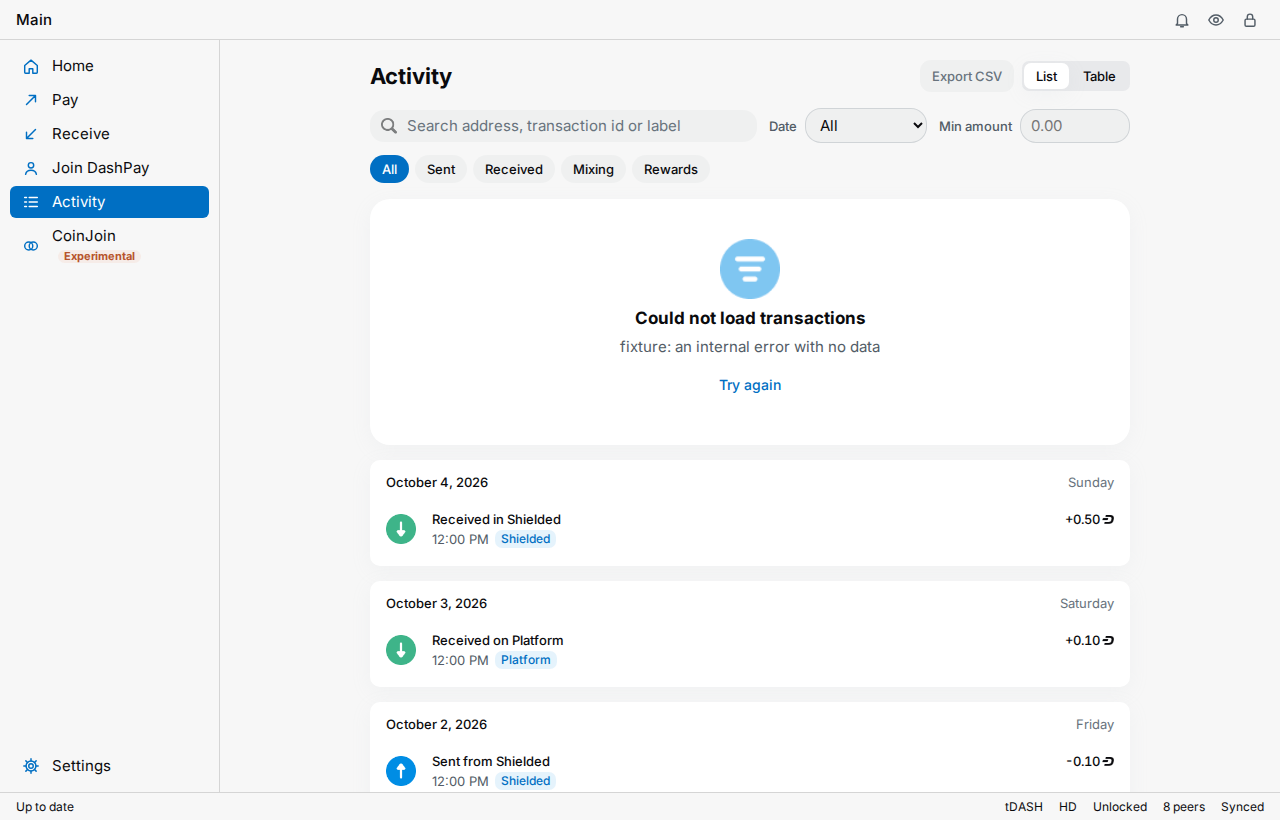 Main
Home
Pay
Receive
Join DashPay
Activity
CoinJoin
Experimental
Settings
Activity
Export CSV
List
Table
Search address, transaction id or label
Date
All
Min amount
0.00
All
Sent
Received
Mixing
Rewards
Could not load transactions
fixture: an internal error with no data
Try again
October 4, 2026
Sunday
Received in Shielded
+0.50
12:00 PM
Shielded
October 3, 2026
Saturday
Received on Platform
+0.10
12:00 PM
Platform
October 2, 2026
Friday
Sent from Shielded
-0.10
12:00 PM
Shielded
Up to date
tDASH
HD
Unlocked
8 peers
Synced